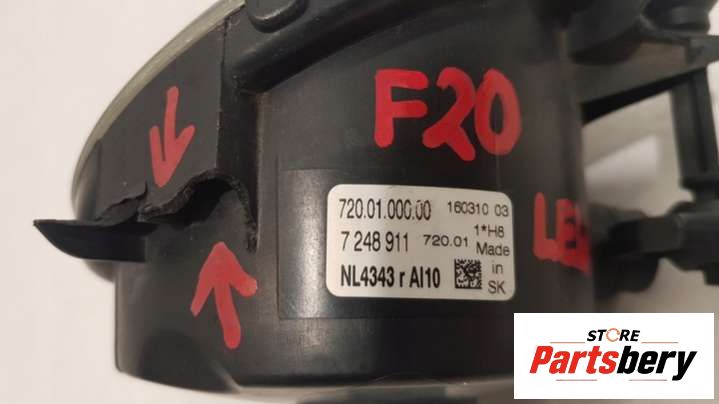 F20
720.01.000.00 160310 03
1*H8
7 248 911 720.01 Made
in
NL4343 r AI10 SK
STORE
Partsbery